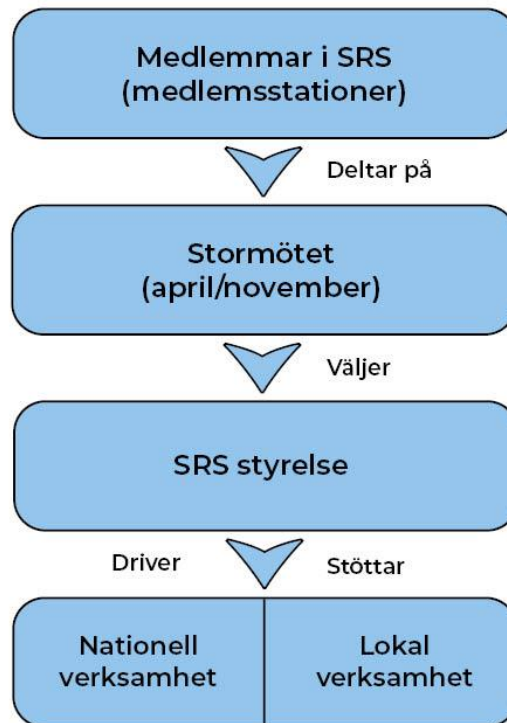 Medlemmar i SRS
(medlemsstationer)
Deltar på
Stormötet
(april/november)
Väljer
SRS styrelse
Driver
Stöttar
Nationell
verksamhet
Lokal
verksamhet